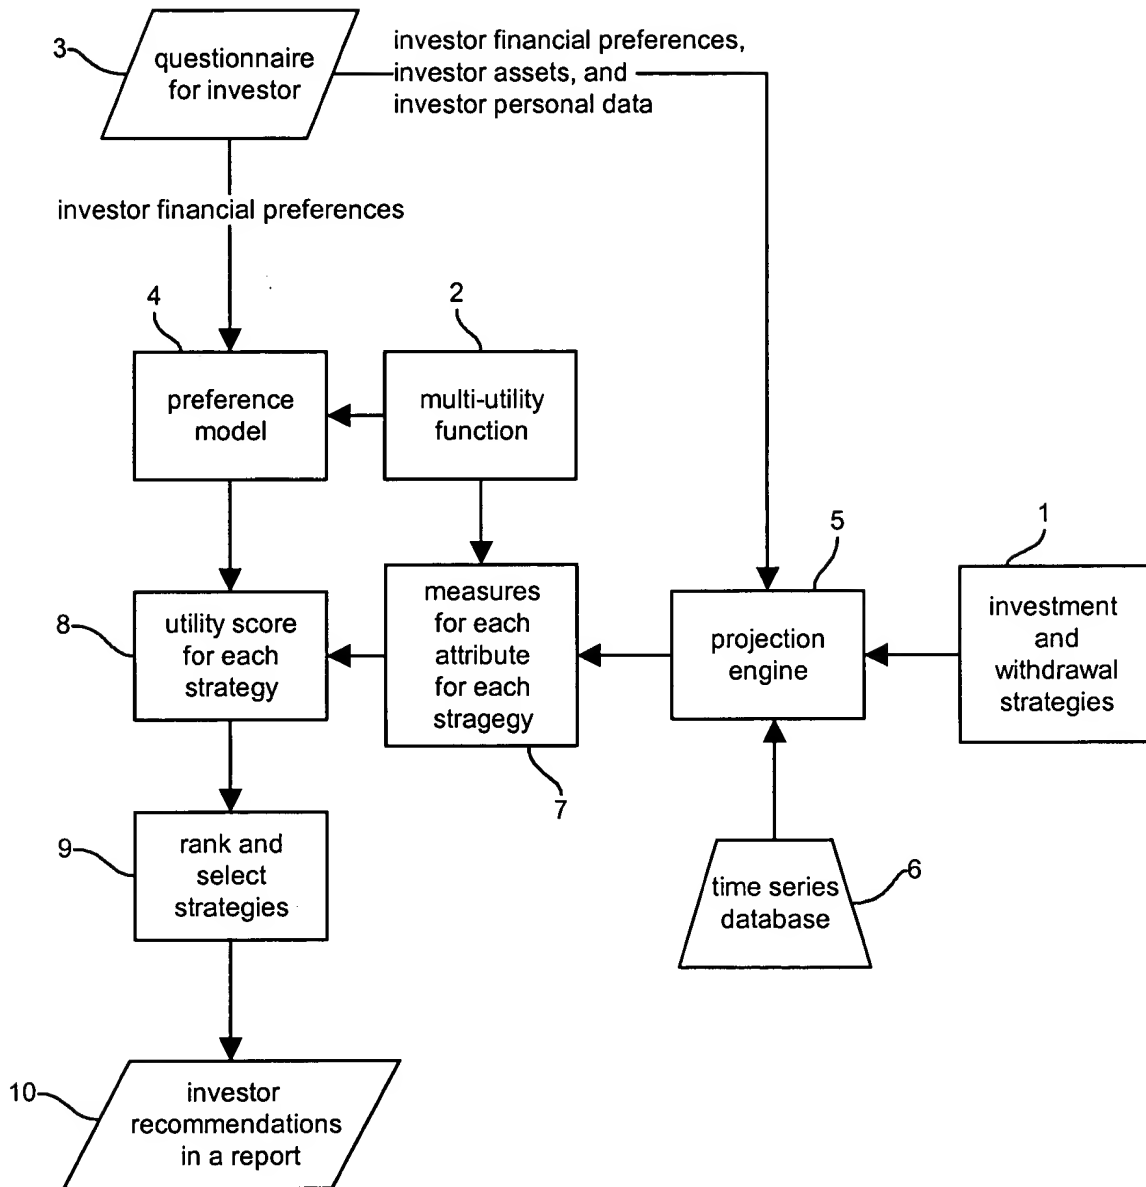 3
questionnaire
for investor
investor financial preferences,
investor assets, and
investor personal data
investor financial preferences
4
preference
model
2
multi-utility
function
5
projection
engine
1
investment
and
withdrawal
strategies
8
utility score
for each
strategy
measures
for each
attribute
for each
stragegy
7
9
rank and
select
strategies
time series
database
6
10
investor
recommendations
in a report